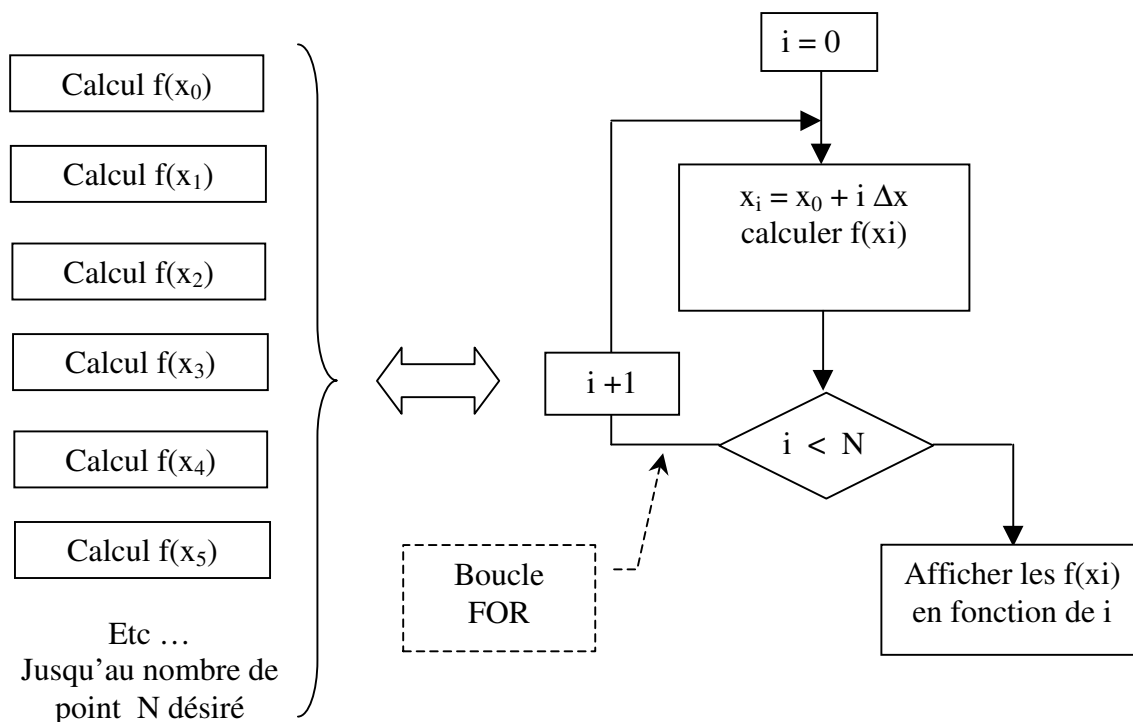 Calcul f(x₀)
Calcul f(x₁)
Calcul f(x₂)
Calcul f(x₃)
Calcul f(x₄)
Calcul f(x₅)
Etc …
Jusqu'au nombre de
point N désiré
i = 0
xᵢ = x₀ + i Δx
calculer f(xi)
i +1
i < N
Boucle
FOR
Afficher les f(xi)
en fonction de i